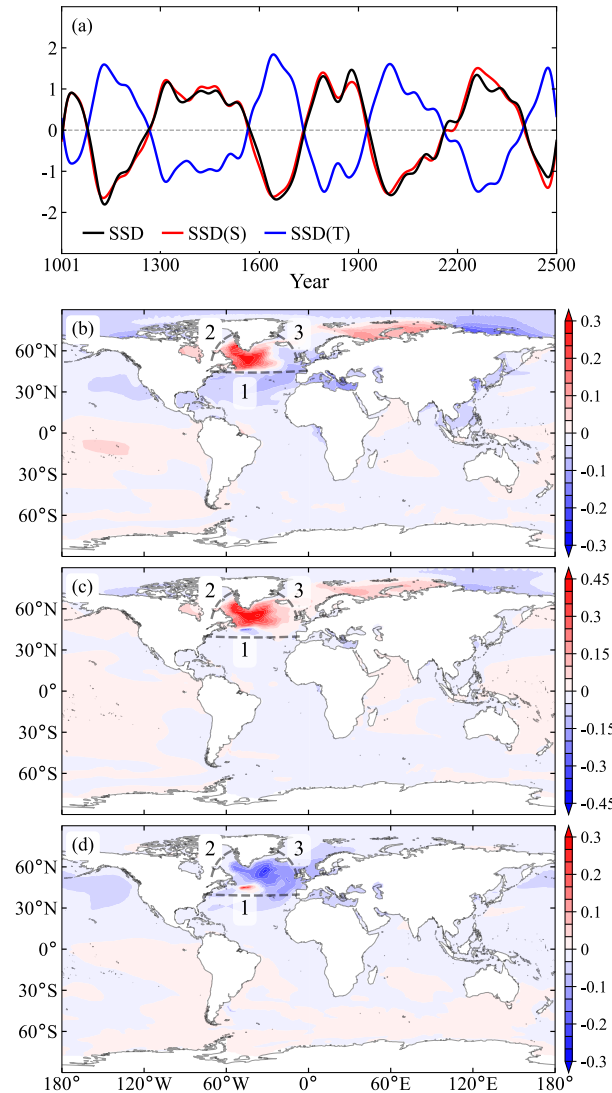 (a)
2
1
0
-1
-2
SSD SSD(S) SSD(T)
1001 1300 1600 1900 2200 2500
Year
(b)
2 3
1
60°N
30°N
0°
30°S
60°S
0.3
0.2
0.1
0
-0.1
-0.2
-0.3
(c)
2 3
1
60°N
30°N
0°
30°S
60°S
0.45
0.3
0.15
0
-0.15
-0.3
-0.45
(d)
2 3
1
60°N
30°N
0°
30°S
60°S
0.3
0.2
0.1
0
-0.1
-0.2
-0.3
180° 120°W 60°W 0° 60°E 120°E 180°